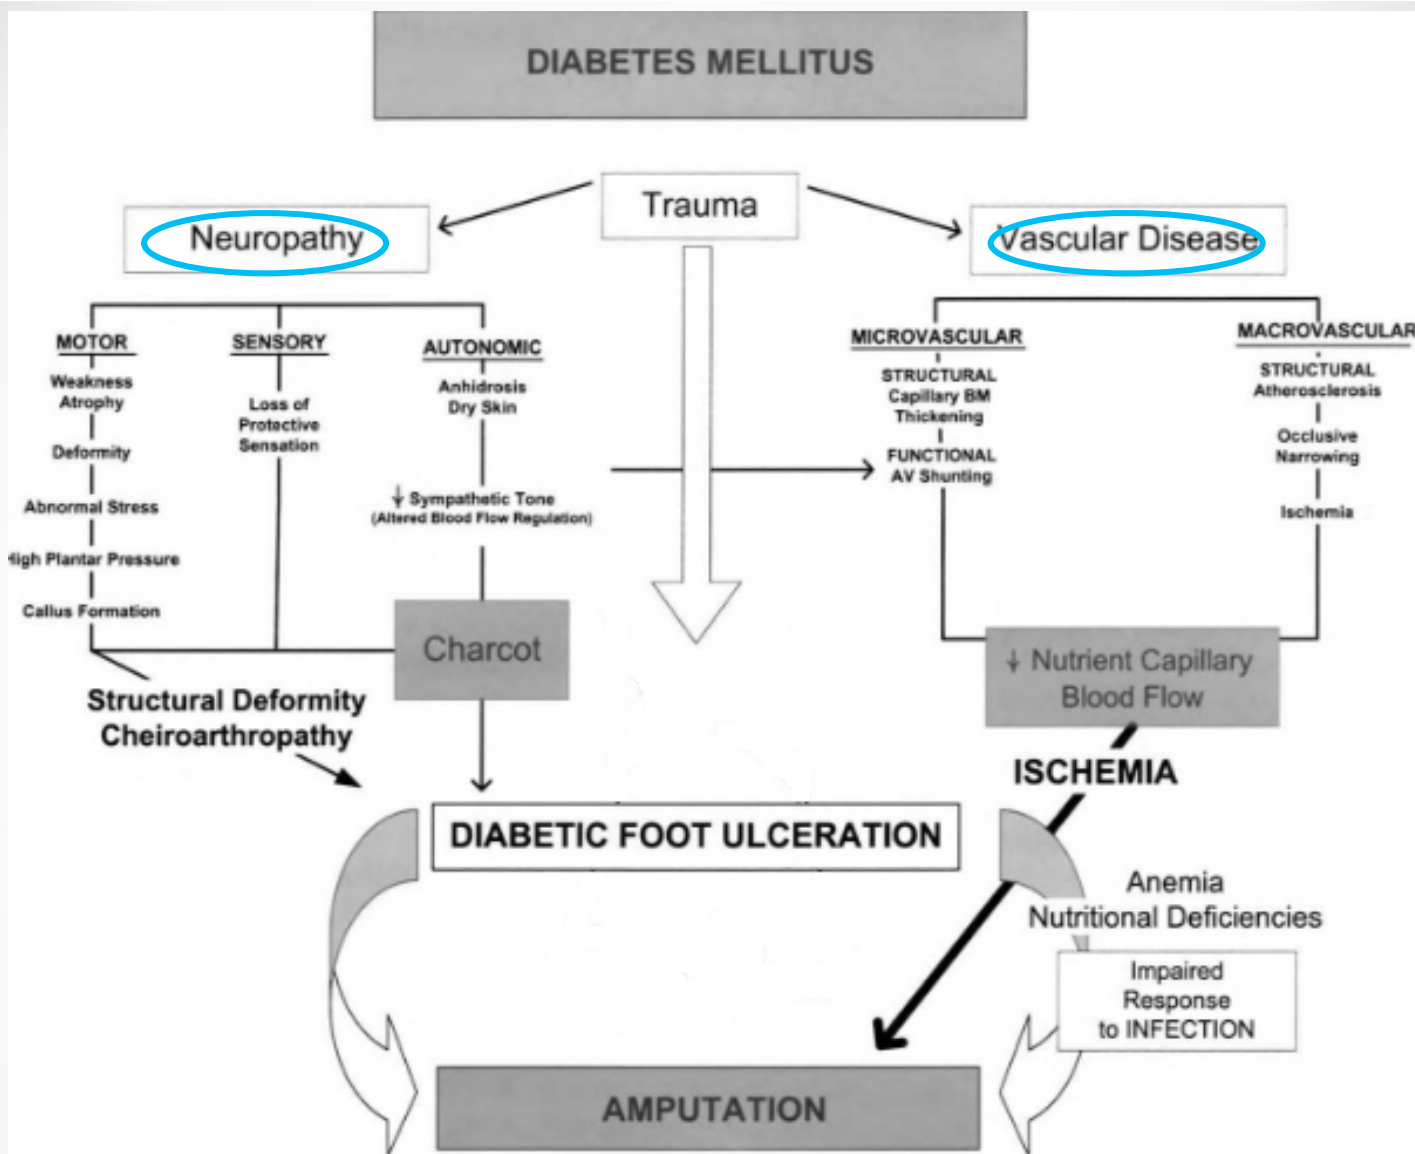 DIABETES MELLITUS
Trauma
Neuropathy
Vascular Disease
MOTOR
Weakness
Atrophy
Deformity
Abnormal Stress
High Plantar Pressure
Callus Formation
SENSORY
Loss of
Protective
Sensation
AUTONOMIC
Anhidrosis
Dry Skin
↓ Sympathetic Tone
(Altered Blood Flow Regulation)
Charcot
MICROVASCULAR
STRUCTURAL
Capillary BM
Thickening
FUNCTIONAL
AV Shunting
MACROVASCULAR
STRUCTURAL
Atherosclerosis
Occlusive
Narrowing
Ischemia
↓ Nutrient Capillary
Blood Flow
Structural Deformity
Cheiroarthropathy
ISCHEMIA
DIABETIC FOOT ULCERATION
Anemia
Nutritional Deficiencies
Impaired
Response
to INFECTION
AMPUTATION